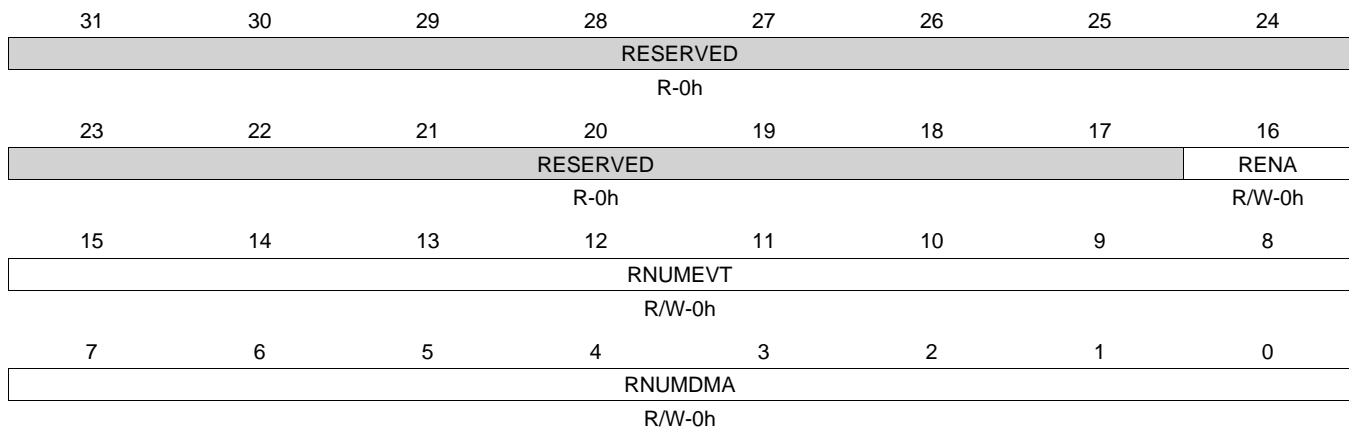 31 30 29 28 27 26 25 24
RESERVED
R-0h
23 22 21 20 19 18 17 16
RESERVED RENA
R-0h R/W-0h
15 14 13 12 11 10 9 8
RNUMEVT
R/W-0h
7 6 5 4 3 2 1 0
RNUMDMA
R/W-0h